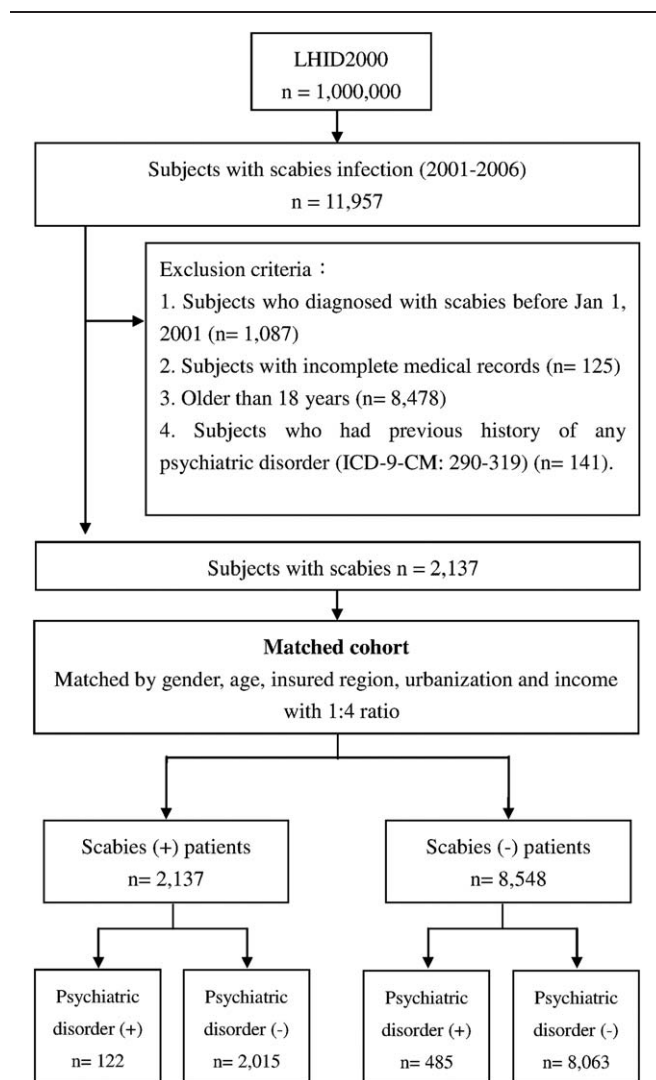 LHID2000
n = 1,000,000
Subjects with scabies infection (2001-2006)
n = 11,957
Exclusion criteria：
1. Subjects who diagnosed with scabies before Jan 1,
2001 (n= 1,087)
2. Subjects with incomplete medical records (n= 125)
3. Older than 18 years (n= 8,478)
4. Subjects who had previous history of any
psychiatric disorder (ICD-9-CM: 290-319) (n= 141).
Subjects with scabies n = 2,137
Matched cohort
Matched by gender, age, insured region, urbanization and income
with 1:4 ratio
Scabies (+) patients
n= 2,137
Scabies (-) patients
n= 8,548
Psychiatric
disorder (+)
n= 122
Psychiatric
disorder (-)
n= 2,015
Psychiatric
disorder (+)
n= 485
Psychiatric
disorder (-)
n= 8,063